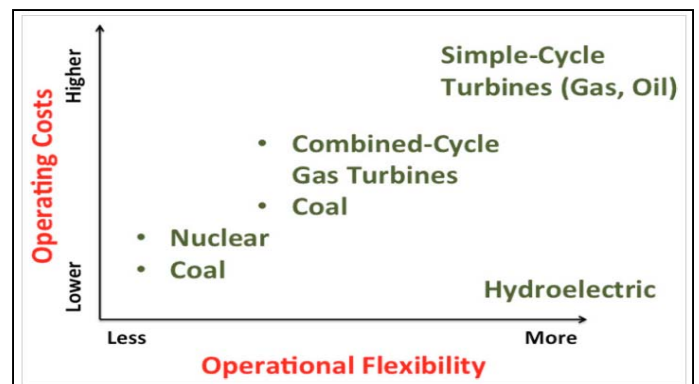 Simple-Cycle
Turbines (Gas, Oil)
Higher
Operating Costs
• Combined-Cycle
Gas Turbines
• Coal
• Nuclear
• Coal
Lower
Hydroelectric
Less
More
Operational Flexibility